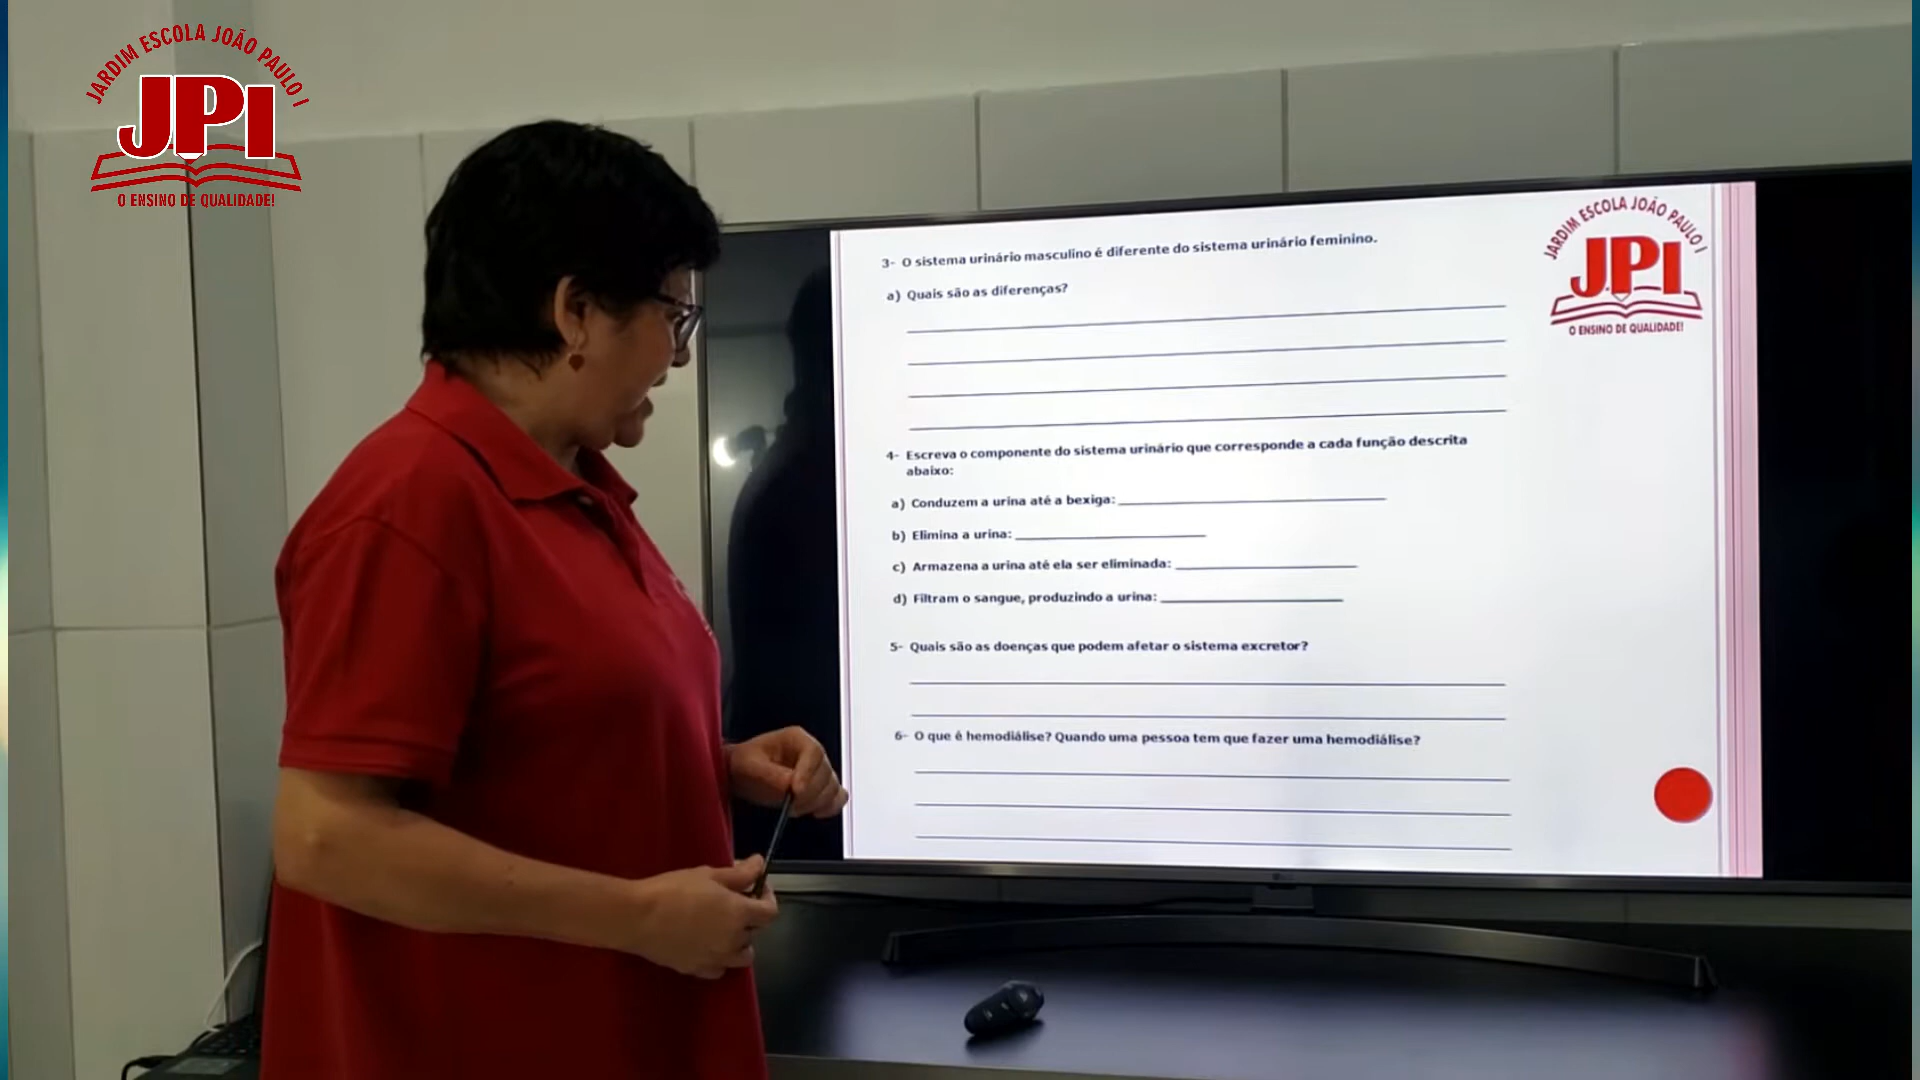 JARDIM ESCOLA JOÃO PAULO I
JPI
O ENSINO DE QUALIDADE!
JARDIM ESCOLA JOÃO PAULO I
JPI
O ENSINO DE QUALIDADE!
3- O sistema urinário masculino é diferente do sistema urinário feminino.
a) Quais são as diferenças?
4- Escreva o componente do sistema urinário que corresponde a cada função descrita
abaixo:
a) Conduzem a urina até a bexiga:
b) Elimina a urina:
c) Armazena a urina até ela ser eliminada:
d) Filtram o sangue, produzindo a urina:
5- Quais são as doenças que podem afetar o sistema excretor?
6- O que é hemodiálise? Quando uma pessoa tem que fazer uma hemodiálise?